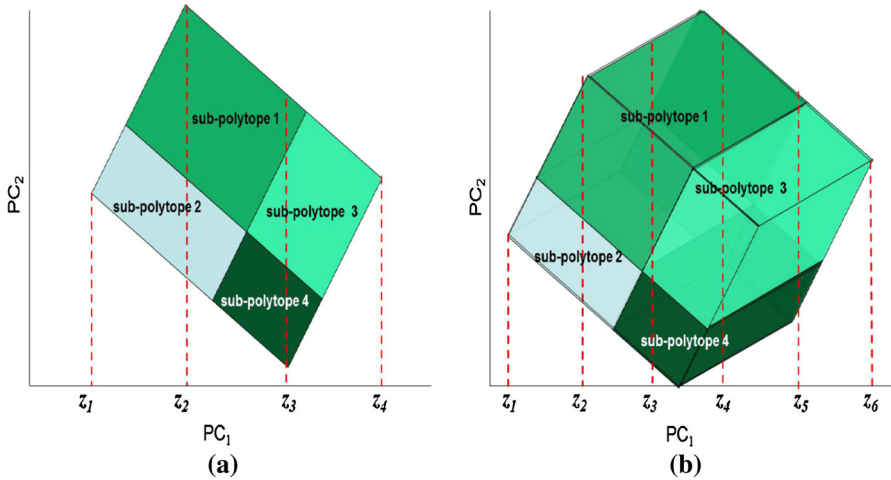 PC2
sub-polytope 1
sub-polytope 2
sub-polytope 3
sub-polytope 4
z1 z2 z3 z4
PC1
(a)
PC2
sub-polytope 1
sub-polytope 3
sub-polytope 2
sub-polytope 4
z1 z2 z3 z4 z5 z6
PC1
(b)